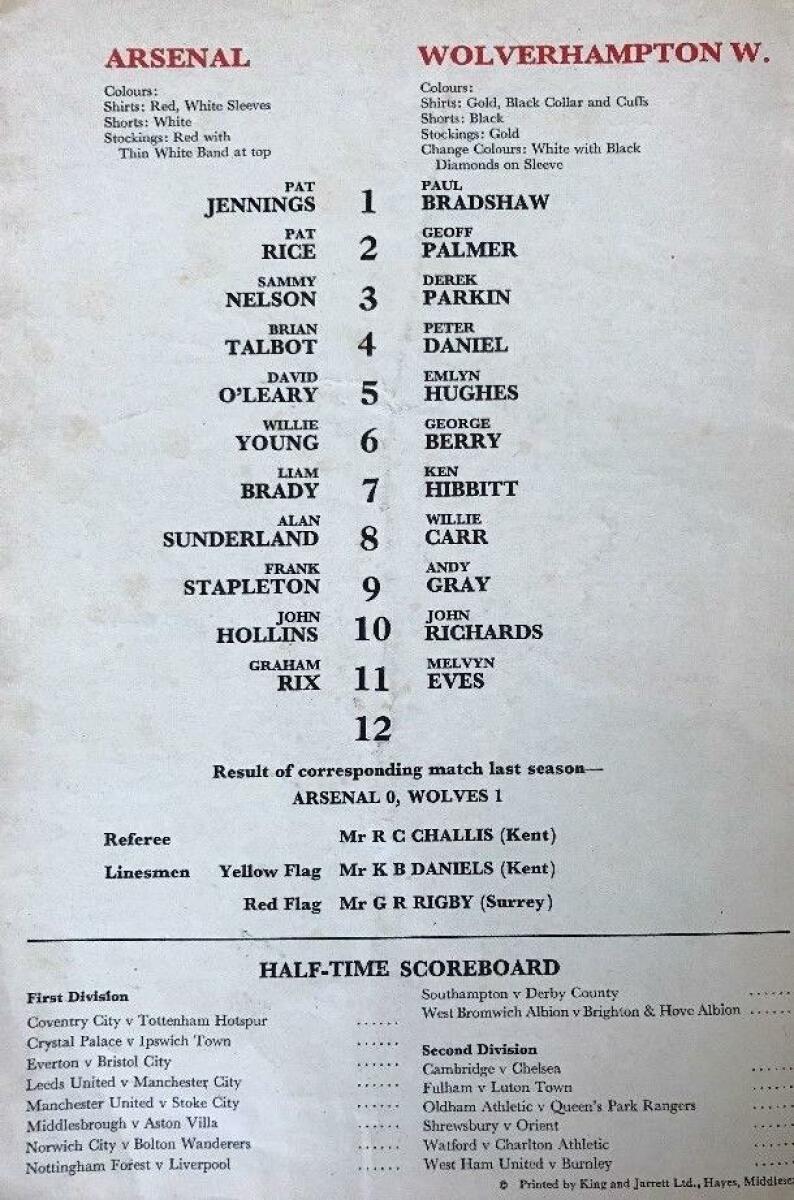 ARSENAL
Colours:
Shirts: Red, White Sleeves
Shorts: White
Stockings: Red with
Thin White Band at top
WOLVERHAMPTON W.
Colours:
Shirts: Gold, Black Collar and Cuffs
Shorts: Black
Stockings: Gold
Change Colours: White with Black
Diamonds on Sleeve
PAT PAUL
JENNINGS 1 BRADSHAW
PAT GEOFF
RICE 2 PALMER
SAMMY DEREK
NELSON 3 PARKIN
BRIAN PETER
TALBOT 4 DANIEL
DAVID EMLYN
O'LEARY 5 HUGHES
WILLIE GEORGE
YOUNG 6 BERRY
LIAM KEN
BRADY 7 HIBBITT
ALAN WILLIE
SUNDERLAND 8 CARR
FRANK ANDY
STAPLETON 9 GRAY
JOHN JOHN
HOLLINS 10 RICHARDS
GRAHAM MELVYN
RIX 11 EVES
12
Result of corresponding match last season—
ARSENAL 0, WOLVES 1
Referee Mr R C CHALLIS (Kent)
Linesmen Yellow Flag Mr K B DANIELS (Kent)
Red Flag Mr G R RIGBY (Surrey)
HALF-TIME SCOREBOARD
First Division
Coventry City v Tottenham Hotspur ......
Crystal Palace v Ipswich Town ......
Everton v Bristol City ......
Leeds United v Manchester City ......
Manchester United v Stoke City ......
Middlesbrough v Aston Villa ......
Norwich City v Bolton Wanderers ......
Nottingham Forest v Liverpool ......
Southampton v Derby County ......
West Bromwich Albion v Brighton & Hove Albion ......
Second Division
Cambridge v Chelsea ......
Fulham v Luton Town ......
Oldham Athletic v Queen's Park Rangers ......
Shrewsbury v Orient ......
Watford v Charlton Athletic ......
West Ham United v Burnley ......
© Printed by King and Jarrett Ltd., Hayes,